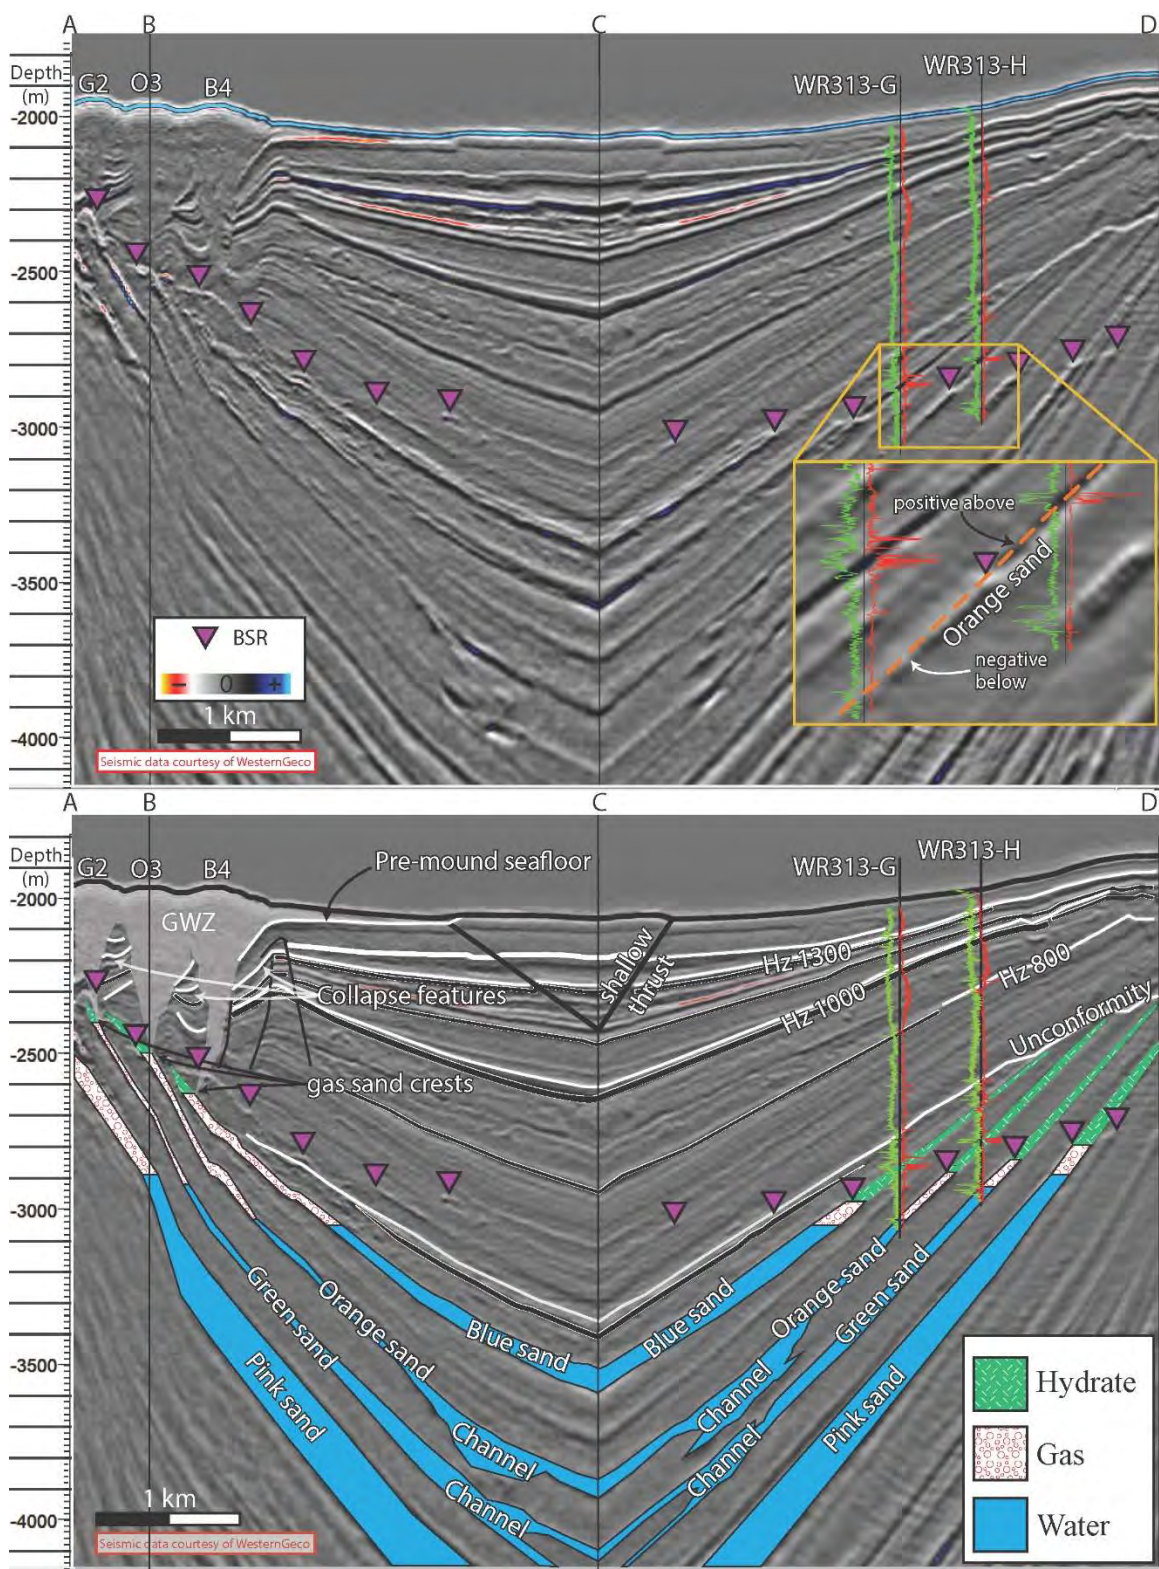 A B C D
Depth
(m)
G2 O3 B4
WR313-G
WR313-H
-2000
-2500
-3000
-3500
-4000
positive above
Orange sand
negative
below
BSR
− 0 +
1 km
Seismic data courtesy of WesternGeco
A B C D
Depth
(m)
G2 O3 B4
Pre-mound seafloor
WR313-G
WR313-H
-2000
GWZ
shallow
thrust
Hz 1300
Hz 1000
Hz 800
Collapse features
Unconformity
-2500
gas sand crests
-3000
Blue sand
Blue sand
Orange sand
Orange sand
Green sand
Green sand
Pink sand
Pink sand
-3500
Channel
Channel
Channel
Channel
-4000
Hydrate
Gas
Water
1 km
Seismic data courtesy of WesternGeco